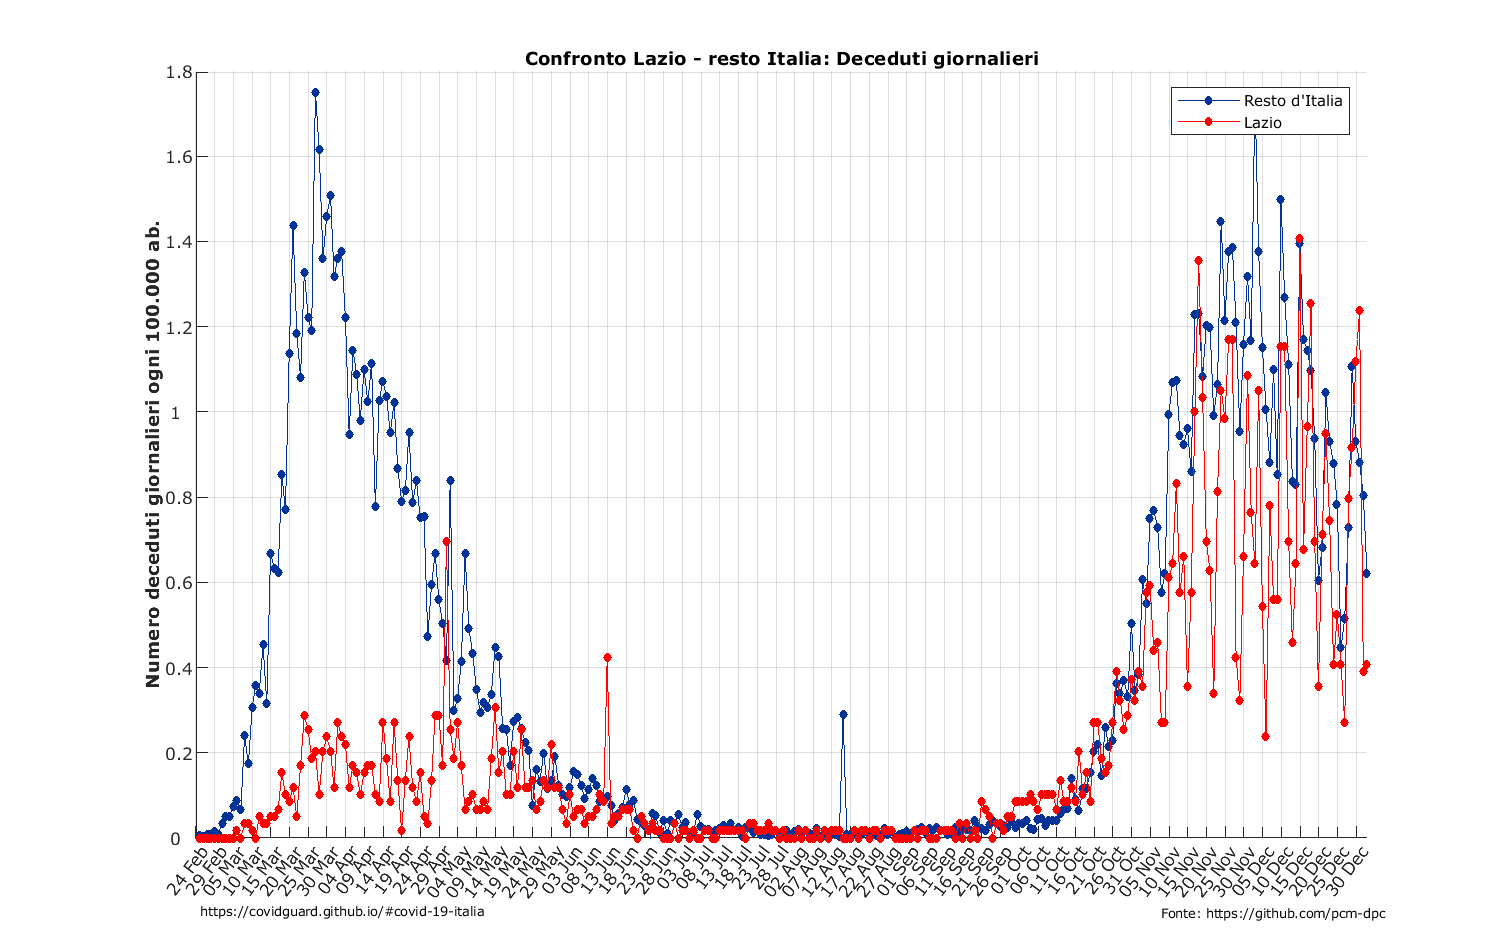 Confronto Lazio - resto Italia: Deceduti giornalieri
Numero deceduti giornalieri ogni 100.000 ab.
1.8
1.6
1.4
1.2
1
0.8
0.6
0.4
0.2
0
Resto d'Italia
Lazio
24 Feb
29 Feb
05 Mar
10 Mar
15 Mar
20 Mar
25 Mar
30 Mar
04 Apr
09 Apr
14 Apr
19 Apr
24 Apr
29 Apr
04 May
09 May
14 May
19 May
24 May
29 May
03 Jun
08 Jun
13 Jun
18 Jun
23 Jun
28 Jun
03 Jul
08 Jul
13 Jul
18 Jul
23 Jul
28 Jul
02 Aug
07 Aug
12 Aug
17 Aug
22 Aug
27 Aug
01 Sep
06 Sep
11 Sep
16 Sep
21 Sep
26 Sep
01 Oct
06 Oct
11 Oct
16 Oct
21 Oct
26 Oct
31 Oct
05 Nov
10 Nov
15 Nov
20 Nov
25 Nov
30 Nov
05 Dec
10 Dec
15 Dec
20 Dec
25 Dec
30 Dec
https://covidguard.github.io/#covid-19-italia
Fonte: https://github.com/pcm-dpc